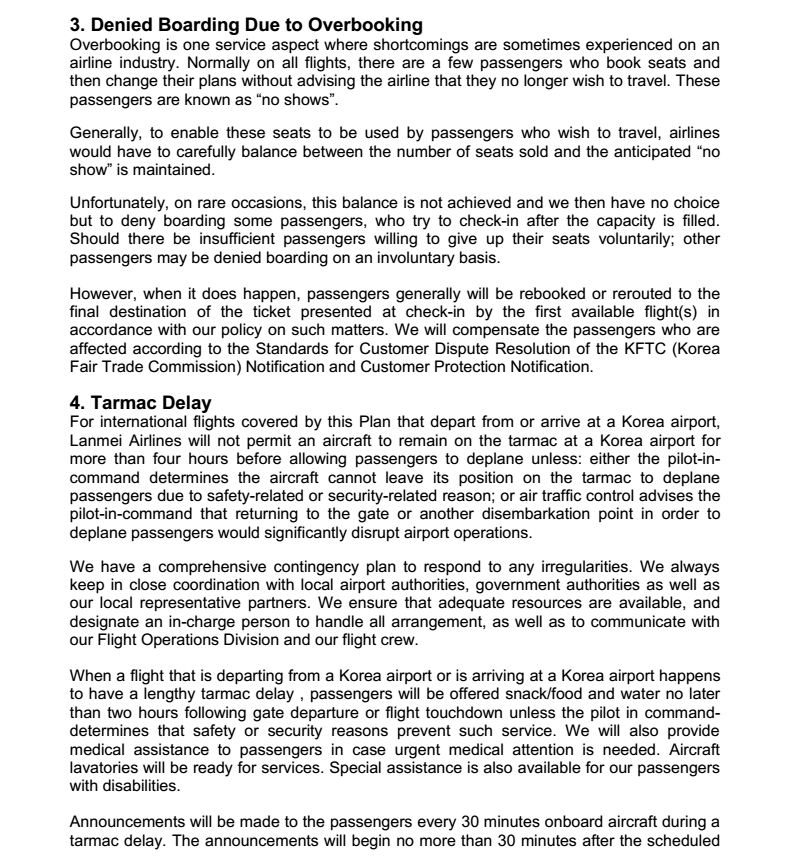 3. Denied Boarding Due to Overbooking
Overbooking is one service aspect where shortcomings are sometimes experienced on an
airline industry. Normally on all flights, there are a few passengers who book seats and
then change their plans without advising the airline that they no longer wish to travel. These
passengers are known as “no shows”.
Generally, to enable these seats to be used by passengers who wish to travel, airlines
would have to carefully balance between the number of seats sold and the anticipated “no
show” is maintained.
Unfortunately, on rare occasions, this balance is not achieved and we then have no choice
but to deny boarding some passengers, who try to check-in after the capacity is filled.
Should there be insufficient passengers willing to give up their seats voluntarily; other
passengers may be denied boarding on an involuntary basis.
However, when it does happen, passengers generally will be rebooked or rerouted to the
final destination of the ticket presented at check-in by the first available flight(s) in
accordance with our policy on such matters. We will compensate the passengers who are
affected according to the Standards for Customer Dispute Resolution of the KFTC (Korea
Fair Trade Commission) Notification and Customer Protection Notification.
4. Tarmac Delay
For international flights covered by this Plan that depart from or arrive at a Korea airport,
Lanmei Airlines will not permit an aircraft to remain on the tarmac at a Korea airport for
more than four hours before allowing passengers to deplane unless: either the pilot-in-
command determines the aircraft cannot leave its position on the tarmac to deplane
passengers due to safety-related or security-related reason; or air traffic control advises the
pilot-in-command that returning to the gate or another disembarkation point in order to
deplane passengers would significantly disrupt airport operations.
We have a comprehensive contingency plan to respond to any irregularities. We always
keep in close coordination with local airport authorities, government authorities as well as
our local representative partners. We ensure that adequate resources are available, and
designate an in-charge person to handle all arrangement, as well as to communicate with
our Flight Operations Division and our flight crew.
When a flight that is departing from a Korea airport or is arriving at a Korea airport happens
to have a lengthy tarmac delay , passengers will be offered snack/food and water no later
than two hours following gate departure or flight touchdown unless the pilot in command-
determines that safety or security reasons prevent such service. We will also provide
medical assistance to passengers in case urgent medical attention is needed. Aircraft
lavatories will be ready for services. Special assistance is also available for our passengers
with disabilities.
Announcements will be made to the passengers every 30 minutes onboard aircraft during a
tarmac delay. The announcements will begin no more than 30 minutes after the scheduled